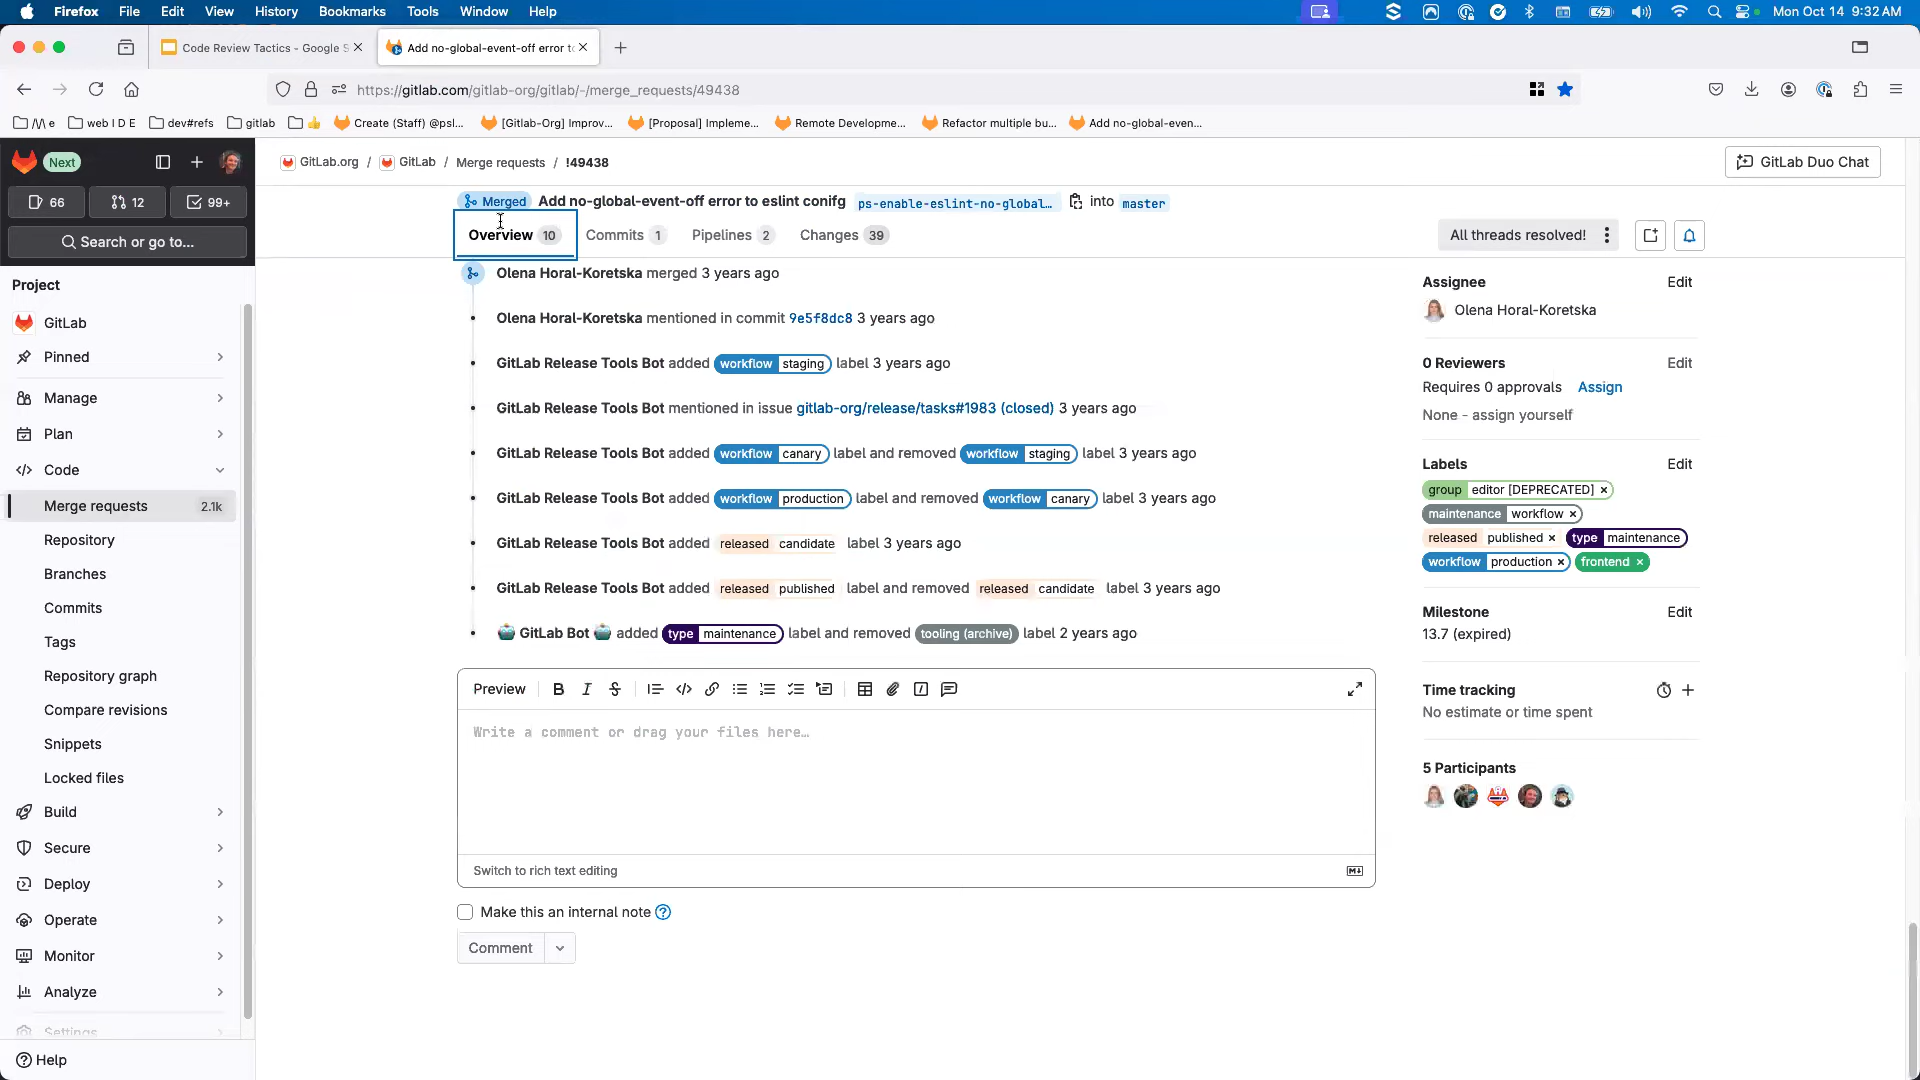 Firefox File Edit View History Bookmarks Tools Window Help Mon Oct 14 9:32 AM
Code Review Tactics - Google S Add no-global-event-off error to
https://gitlab.com/gitlab-org/gitlab/-/merge_requests/49438
web I D E dev#refs gitlab Create (Staff) @psl... [Gitlab-Org] Improv... [Proposal] Impleme... Remote Developme... Refactor multiple bu... Add no-global-even...
Next
GitLab.org / GitLab / Merge requests / !49438
GitLab Duo Chat
66 12 99+
Search or go to...
Merged Add no-global-event-off error to eslint conifg ps-enable-eslint-no-global… into master
Overview 10 Commits 1 Pipelines 2 Changes 39
All threads resolved!
Project
GitLab
Pinned
Manage
Plan
Code
Merge requests 2.1k
Repository
Branches
Commits
Tags
Repository graph
Compare revisions
Snippets
Locked files
Build
Secure
Deploy
Operate
Monitor
Analyze
Settings
Help
Olena Horal-Koretska merged 3 years ago
Olena Horal-Koretska mentioned in commit 9e5f8dc8 3 years ago
GitLab Release Tools Bot added workflow staging label 3 years ago
GitLab Release Tools Bot mentioned in issue gitlab-org/release/tasks#1983 (closed) 3 years ago
GitLab Release Tools Bot added workflow canary label and removed workflow staging label 3 years ago
GitLab Release Tools Bot added workflow production label and removed workflow canary label 3 years ago
GitLab Release Tools Bot added released candidate label 3 years ago
GitLab Release Tools Bot added released published label and removed released candidate label 3 years ago
GitLab Bot added type maintenance label and removed tooling (archive) label 2 years ago
Preview
Write a comment or drag your files here…
Switch to rich text editing
Make this an internal note
Comment
Assignee Edit
Olena Horal-Koretska
0 Reviewers Edit
Requires 0 approvals Assign
None - assign yourself
Labels Edit
group editor [DEPRECATED]
maintenance workflow
released published type maintenance
workflow production frontend
Milestone Edit
13.7 (expired)
Time tracking
No estimate or time spent
5 Participants